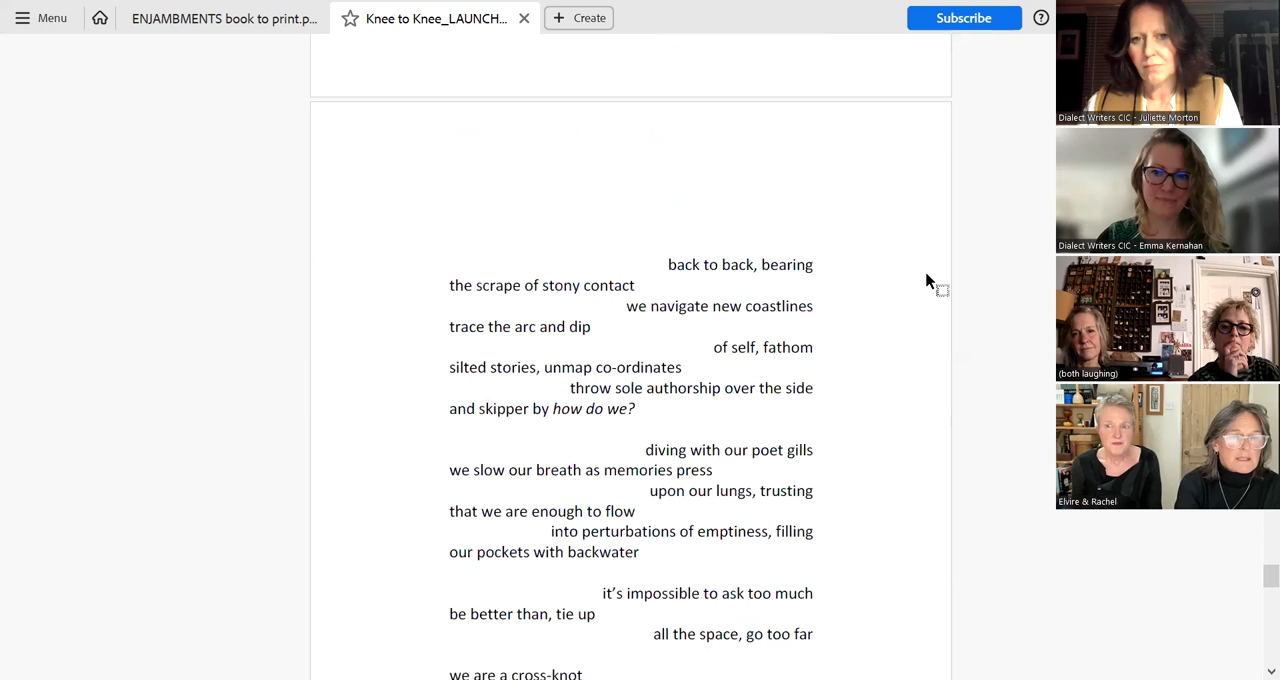 Menu
ENJAMBMENTS book to print.p...
Knee to Knee_LAUNCH...
Create
Subscribe
back to back, bearing
the scrape of stony contact
we navigate new coastlines
trace the arc and dip
of self, fathom
silted stories, unmap co-ordinates
throw sole authorship over the side
and skipper by how do we?
diving with our poet gills
we slow our breath as memories press
upon our lungs, trusting
that we are enough to flow
into perturbations of emptiness, filling
our pockets with backwater
it's impossible to ask too much
be better than, tie up
all the space, go too far
we are a cross-knot
Dialect Writers CIC - Juliette Morton
Dialect Writers CIC - Emma Kernahan
(both laughing)
Elvire & Rachel